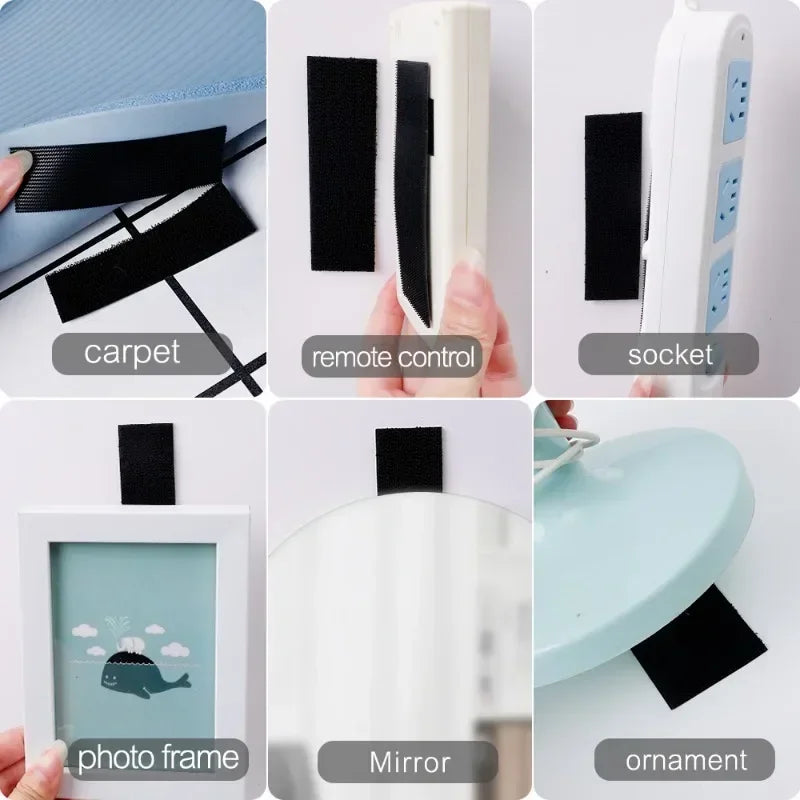 carpet
remote control
socket
photo frame
Mirror
ornament